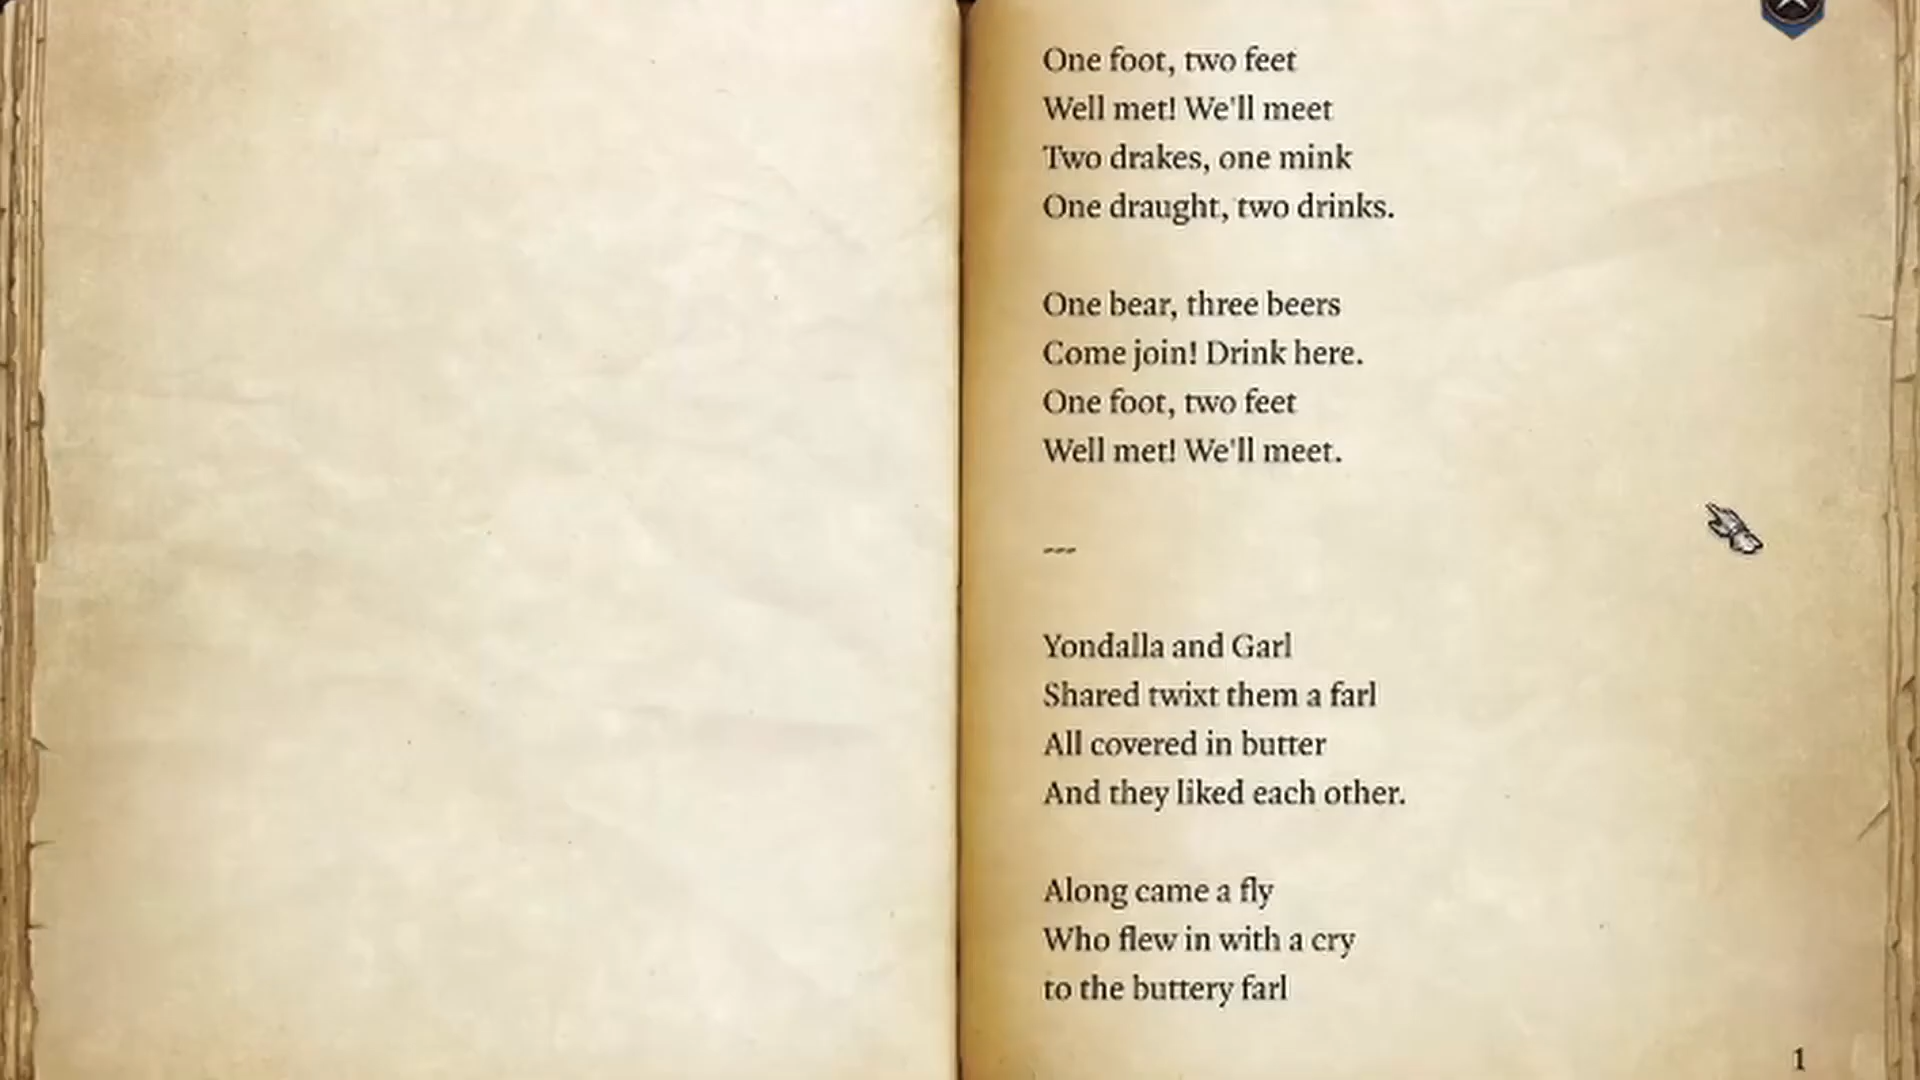 One foot, two feet
Well met! We'll meet
Two drakes, one mink
One draught, two drinks.
One bear, three beers
Come join! Drink here.
One foot, two feet
Well met! We'll meet.
---
Yondalla and Garl
Shared twixt them a farl
All covered in butter
And they liked each other.
Along came a fly
Who flew in with a cry
to the buttery farl
1